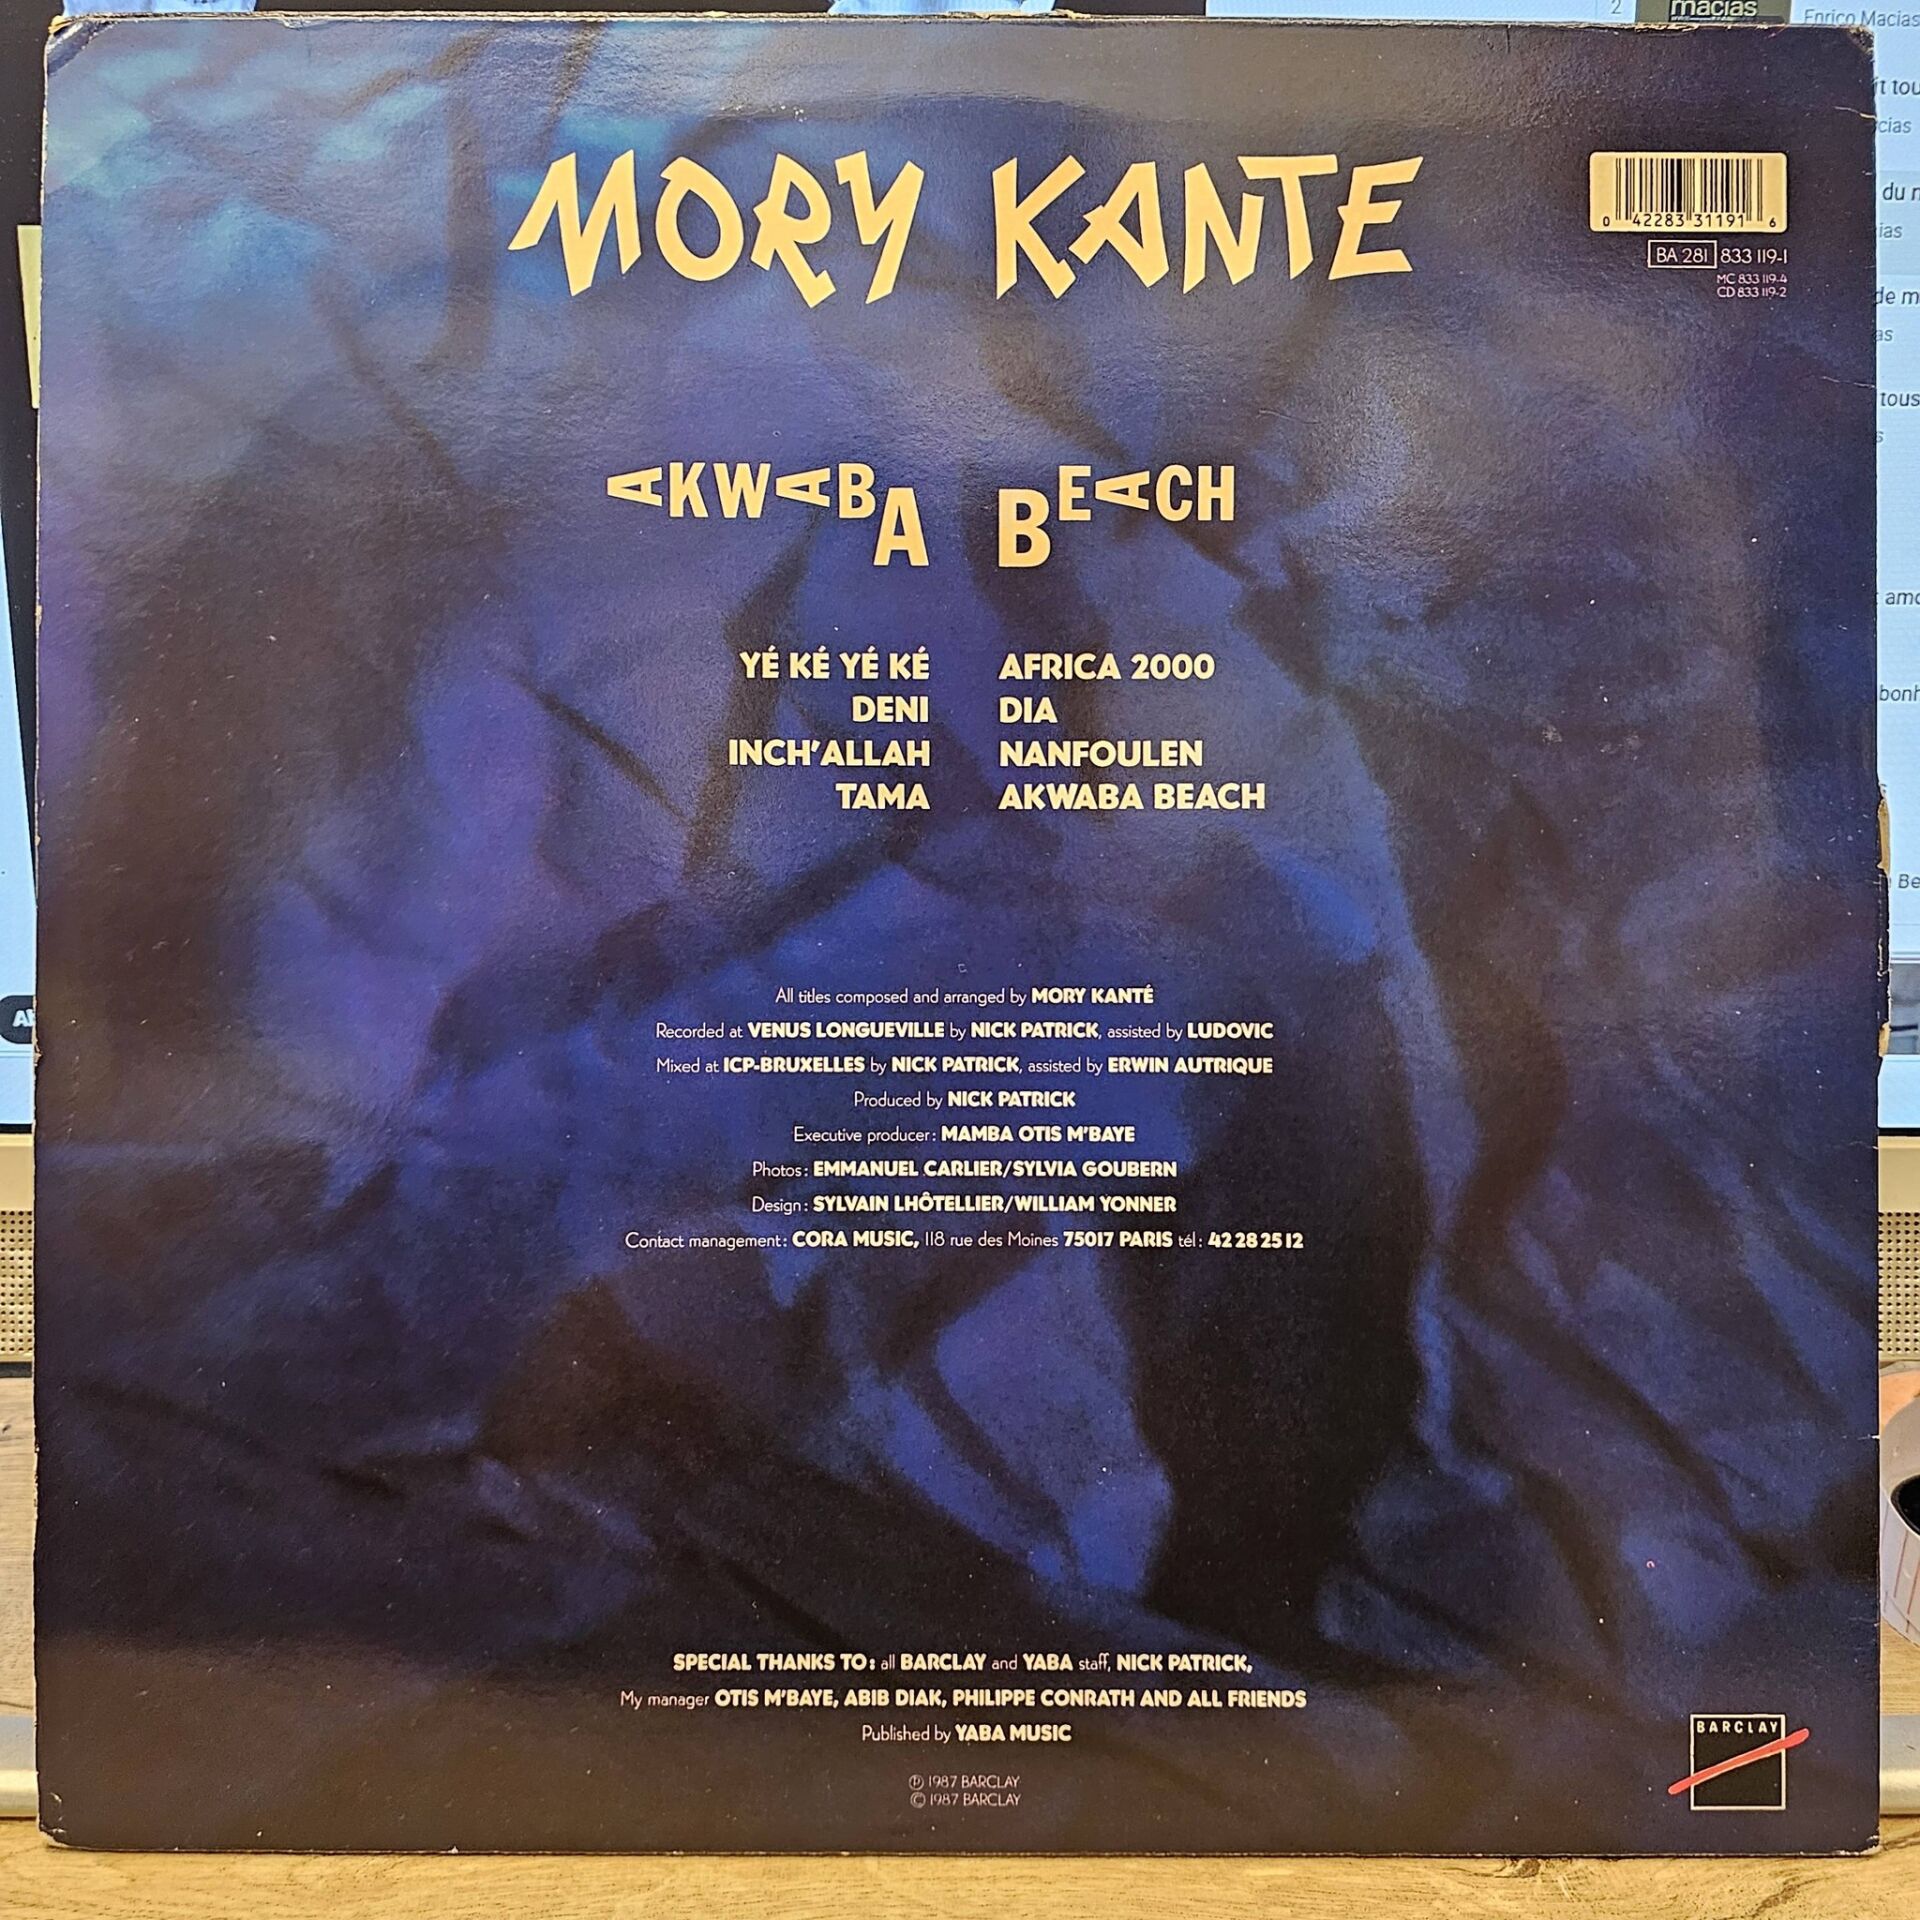 macias
2
Enrico Macias
MORY KANTE
0 42283 31191 6
BA 281 833 119-1
MC 833 119-4
CD 833 119-2
AKWABA BEACH
YÉ KÉ YÉ KÉ
DENI
INCH'ALLAH
TAMA
AFRICA 2000
DIA
NANFOULEN
AKWABA BEACH
All titles composed and arranged by MORY KANTÉ
Recorded at VENUS LONGUEVILLE by NICK PATRICK, assisted by LUDOVIC
Mixed at ICP-BRUXELLES by NICK PATRICK, assisted by ERWIN AUTRIQUE
Produced by NICK PATRICK
Executive producer: MAMBA OTIS M'BAYE
Photos: EMMANUEL CARLIER/SYLVIA GOUBERN
Design: SYLVAIN LHÔTELLIER/WILLIAM YONNER
Contact management: CORA MUSIC, 118 rue des Moines 75017 PARIS tél: 42 28 25 12
SPECIAL THANKS TO: all BARCLAY and YABA staff, NICK PATRICK,
My manager OTIS M'BAYE, ABIB DIAK, PHILIPPE CONRATH AND ALL FRIENDS
Published by YABA MUSIC
℗ 1987 BARCLAY
© 1987 BARCLAY
BARCLAY